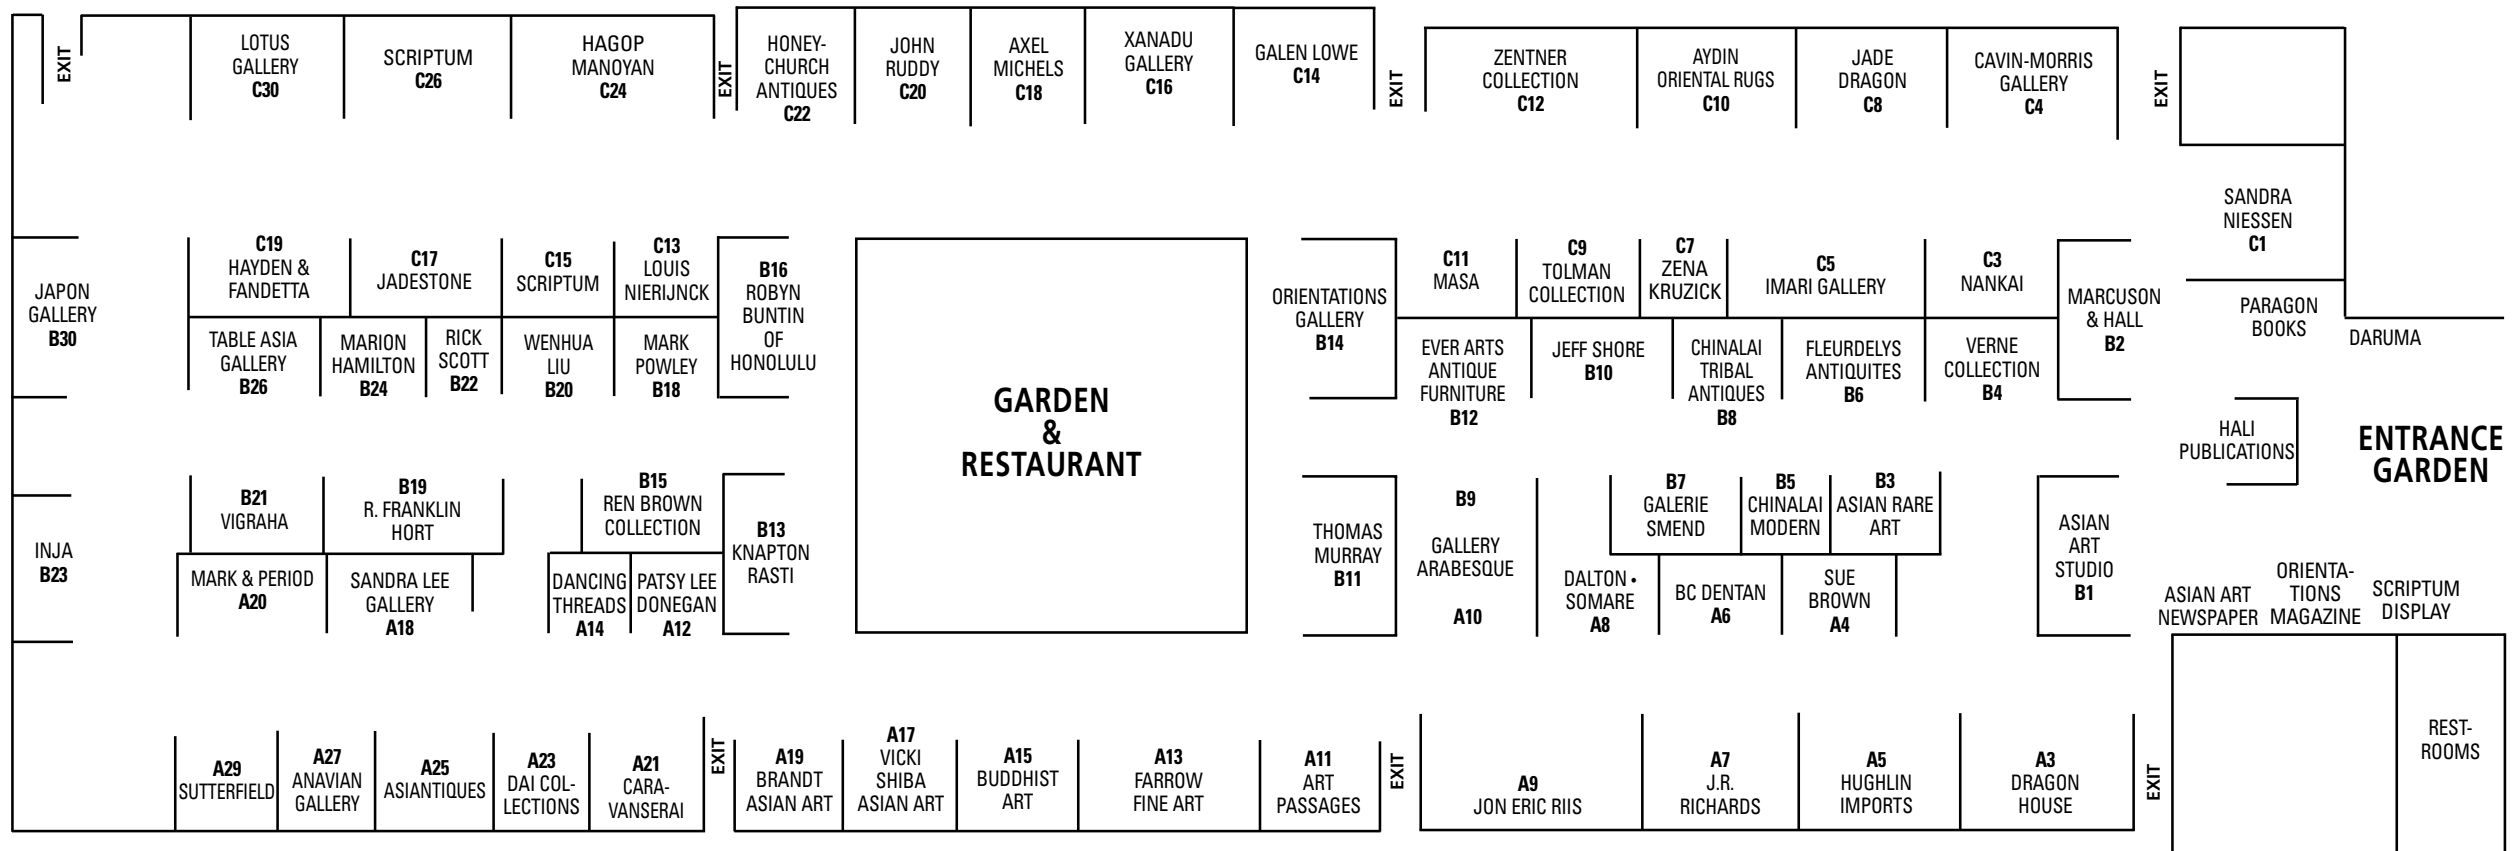 EXIT
LOTUS
GALLERY
C30
SCRIPTUM
C26
HAGOP
MANOYAN
C24
EXIT
HONEY-
CHURCH
ANTIQUES
C22
JOHN
RUDDY
C20
AXEL
MICHELS
C18
XANADU
GALLERY
C16
GALEN LOWE
C14
EXIT
ZENTNER
COLLECTION
C12
AYDIN
ORIENTAL RUGS
C10
JADE
DRAGON
C8
CAVIN-MORRIS
GALLERY
C4
EXIT
SANDRA
NIESSEN
C1
JAPON
GALLERY
B30
C19
HAYDEN &
FANDETTA
C17
JADESTONE
C15
SCRIPTUM
C13
LOUIS
NIERIJNCK
B16
ROBYN
BUNTIN
OF
HONOLULU
TABLE ASIA
GALLERY
B26
MARION
HAMILTON
B24
RICK
SCOTT
B22
WENHUA
LIU
B20
MARK
POWLEY
B18
GARDEN
&
RESTAURANT
ORIENTATIONS
GALLERY
B14
C11
MASA
C9
TOLMAN
COLLECTION
C7
ZENA
KRUZICK
C5
IMARI GALLERY
C3
NANKAI
MARCUSON
& HALL
B2
PARAGON
BOOKS
DARUMA
EVER ARTS
ANTIQUE
FURNITURE
B12
JEFF SHORE
B10
CHINALAI
TRIBAL
ANTIQUES
B8
FLEURDELYS
ANTIQUITES
B6
VERNE
COLLECTION
B4
HALI
PUBLICATIONS
ENTRANCE
GARDEN
INJA
B23
B21
VIGRAHA
B19
R. FRANKLIN
HORT
B15
REN BROWN
COLLECTION
B13
KNAPTON
RASTI
MARK & PERIOD
A20
SANDRA LEE
GALLERY
A18
DANCING
THREADS
A14
PATSY LEE
DONEGAN
A12
THOMAS
MURRAY
B11
B9
GALLERY
ARABESQUE
A10
B7
GALERIE
SMEND
B5
CHINALAI
MODERN
B3
ASIAN RARE
ART
DALTON •
SOMARE
A8
BC DENTAN
A6
SUE
BROWN
A4
ASIAN
ART
STUDIO
B1
ASIAN ART
NEWSPAPER
ORIENTA-
TIONS
MAGAZINE
SCRIPTUM
DISPLAY
A29
SUTTERFIELD
A27
ANAVIAN
GALLERY
A25
ASIANTIQUES
A23
DAI COL-
LECTIONS
A21
CARA-
VANSERAI
EXIT
A19
BRANDT
ASIAN ART
A17
VICKI
SHIBA
ASIAN ART
A15
BUDDHIST
ART
A13
FARROW
FINE ART
A11
ART
PASSAGES
EXIT
A9
JON ERIC RIIS
A7
J.R.
RICHARDS
A5
HUGHLIN
IMPORTS
A3
DRAGON
HOUSE
EXIT
REST-
ROOMS